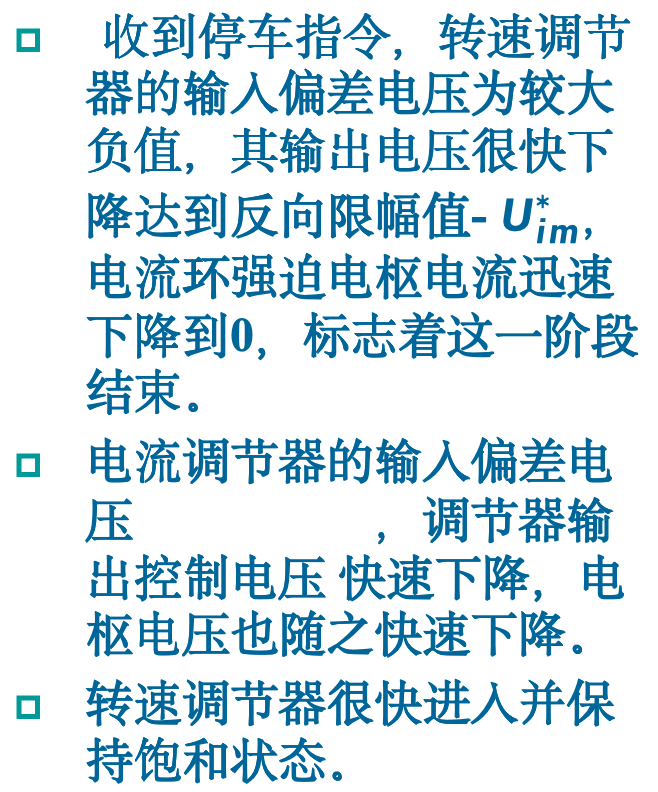 收到停车指令，转速调节
器的输入偏差电压为较大
负值，其输出电压很快下
降达到反向限幅值- U*im，
电流环强迫电枢电流迅速
下降到0，标志着这一阶段
结束。
电流调节器的输入偏差电
压 ，调节器输
出控制电压 快速下降，电
枢电压也随之快速下降。
转速调节器很快进入并保
持饱和状态。